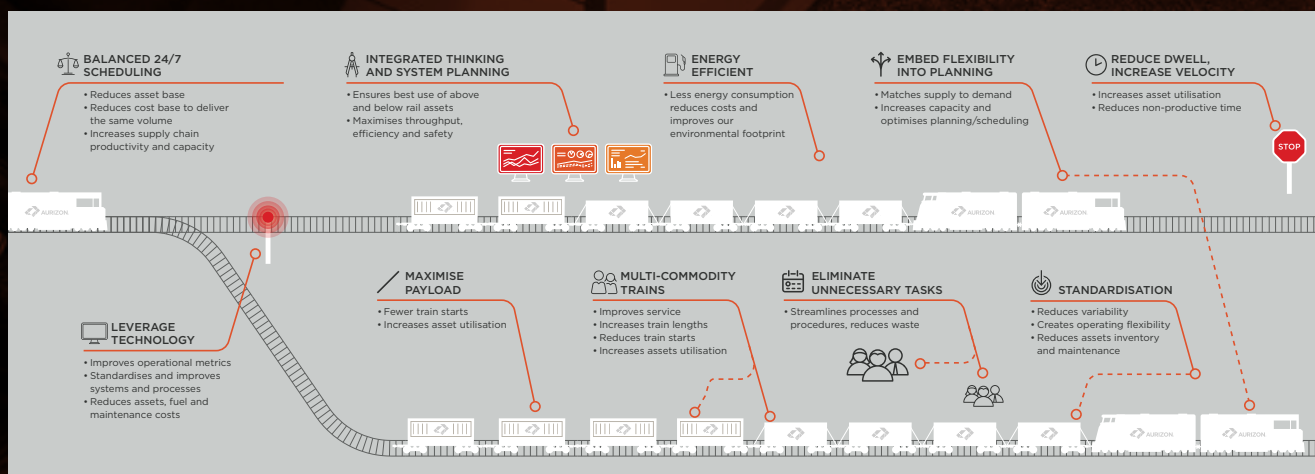 BALANCED 24/7
SCHEDULING
• Reduces asset base
• Reduces cost base to deliver
the same volume
• Increases supply chain
productivity and capacity
INTEGRATED THINKING
AND SYSTEM PLANNING
• Ensures best use of above
and below rail assets
• Maximises throughput,
efficiency and safety
ENERGY
EFFICIENT
• Less energy consumption
reduces costs and
improves our
environmental footprint
EMBED FLEXIBILITY
INTO PLANNING
• Matches supply to demand
• Increases capacity and
optimises planning/scheduling
REDUCE DWELL,
INCREASE VELOCITY
• Increases asset utilisation
• Reduces non-productive time
STOP
AURIZON
AURIZON
AURIZON
LEVERAGE
TECHNOLOGY
• Improves operational metrics
• Standardises and improves
systems and processes
• Reduces assets, fuel and
maintenance costs
MAXIMISE
PAYLOAD
• Fewer train starts
• Increases asset utilisation
MULTI-COMMODITY
TRAINS
• Improves service
• Increases train lengths
• Reduces train starts
• Increases assets utilisation
ELIMINATE
UNNECESSARY TASKS
• Streamlines processes and
procedures, reduces waste
STANDARDISATION
• Reduces variability
• Creates operating flexibility
• Reduces assets inventory
and maintenance
AURIZON
AURIZON